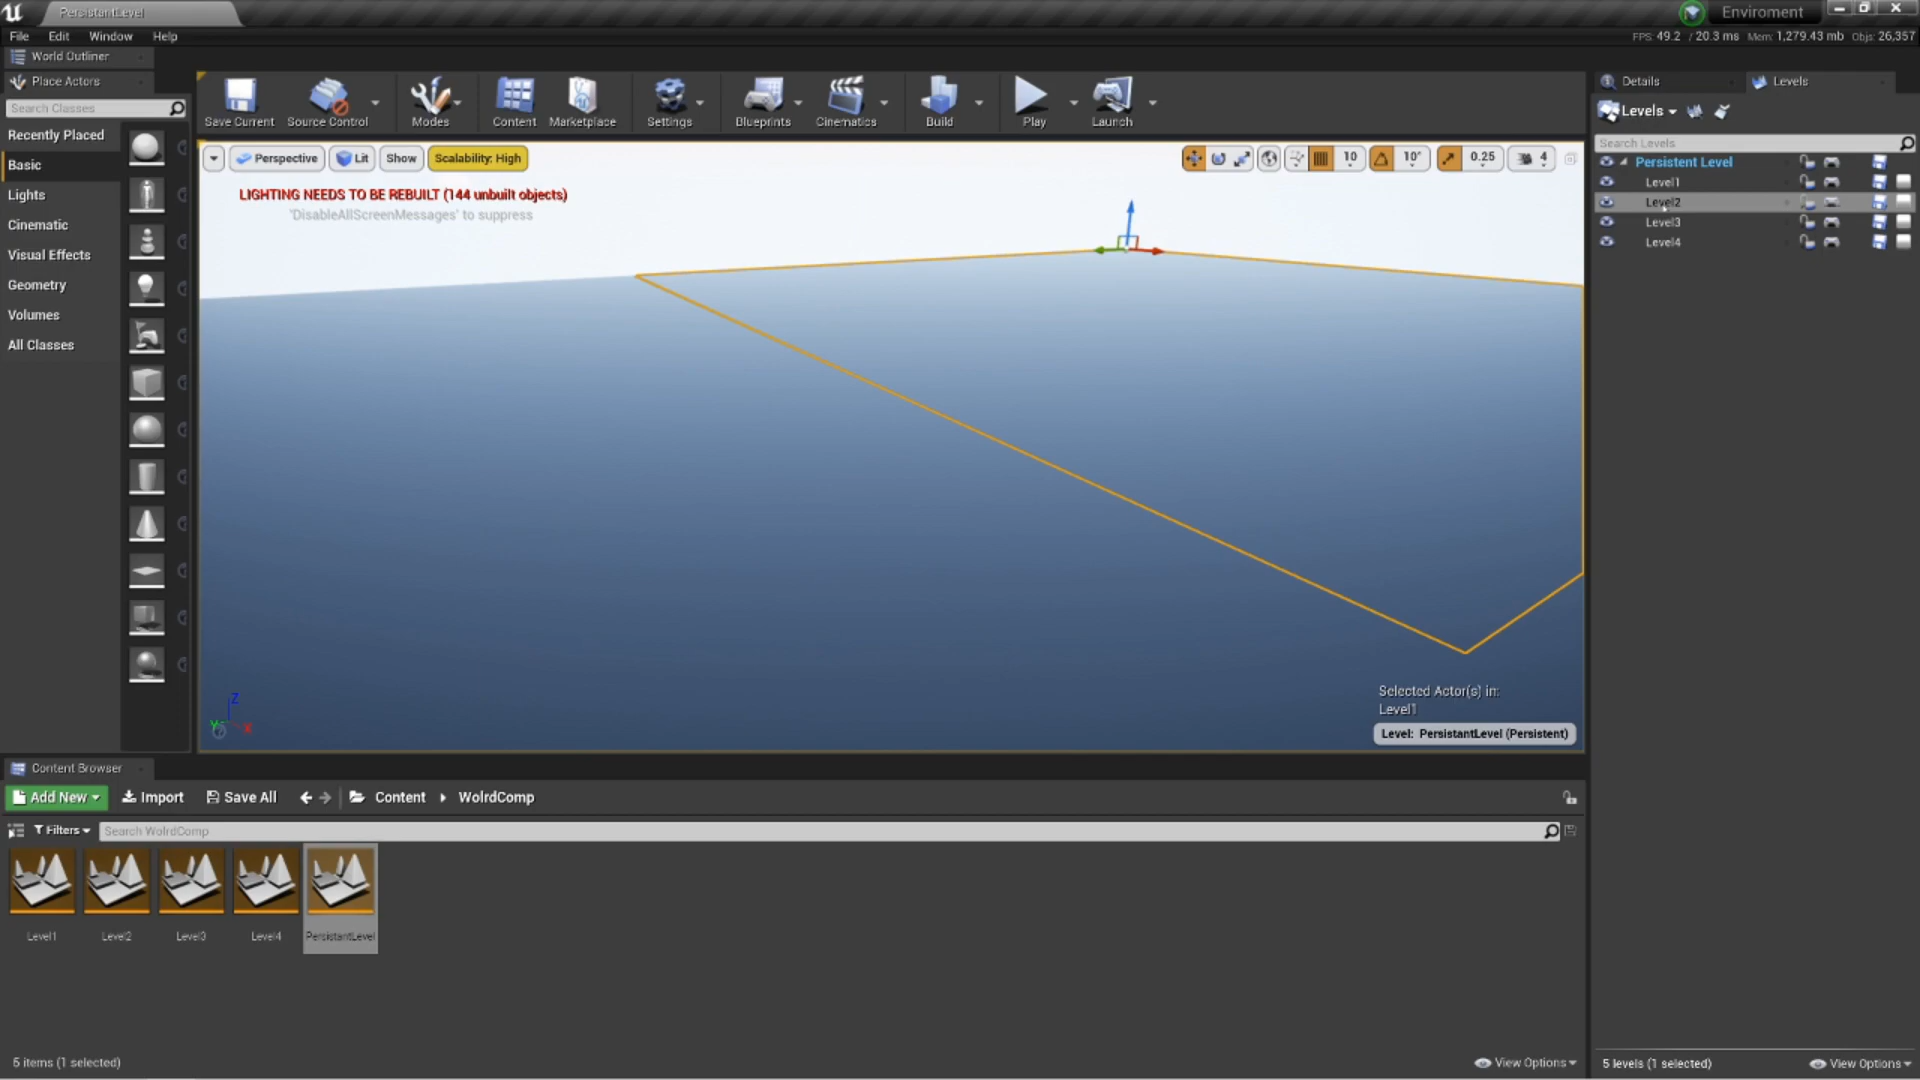 PersistantLevel
Enviroment
File Edit Window Help
FPS: 49.2 / 20.3 ms Mem: 1,279.43 mb Objs: 26,357
World Outliner
Place Actors
Search Classes
Recently Placed
Basic
Lights
Cinematic
Visual Effects
Geometry
Volumes
All Classes
Save Current Source Control Modes Content Marketplace Settings Blueprints Cinematics Build Play Launch
Perspective Lit Show Scalability: High
10 10° 0.25 4
LIGHTING NEEDS TO BE REBUILT (144 unbuilt objects)
'DisableAllScreenMessages' to suppress
Z
Y X
Selected Actor(s) in:
Level1
Level: PersistantLevel (Persistent)
Details Levels
Levels
Search Levels
Persistent Level
Level1
Level2
Level3
Level4
Content Browser
Add New Import Save All Content WolrdComp
Filters Search WolrdComp
Level1 Level2 Level3 Level4 PersistantLevel
5 items (1 selected) View Options
5 levels (1 selected) View Options